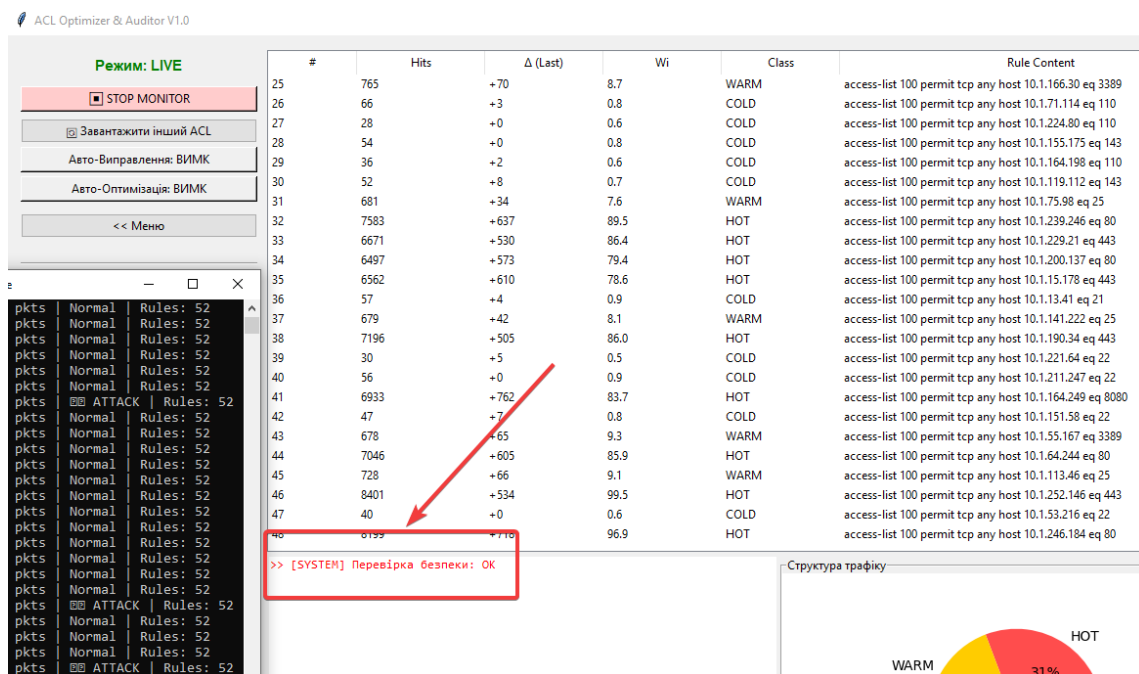 ACL Optimizer & Auditor V1.0
Режим: LIVE
STOP MONITOR
Завантажити інший ACL
Авто-Виправлення: ВИМК
Авто-Оптимізація: ВИМК
<< Меню
# Hits Δ (Last) Wi Class Rule Content
25 765 +70 8.7 WARM access-list 100 permit tcp any host 10.1.166.30 eq 3389
26 66 +3 0.8 COLD access-list 100 permit tcp any host 10.1.71.114 eq 110
27 28 +0 0.6 COLD access-list 100 permit tcp any host 10.1.224.80 eq 110
28 54 +0 0.8 COLD access-list 100 permit tcp any host 10.1.155.175 eq 143
29 36 +2 0.6 COLD access-list 100 permit tcp any host 10.1.164.198 eq 110
30 52 +8 0.7 COLD access-list 100 permit tcp any host 10.1.119.112 eq 143
31 681 +34 7.6 WARM access-list 100 permit tcp any host 10.1.75.98 eq 25
32 7583 +637 89.5 HOT access-list 100 permit tcp any host 10.1.239.246 eq 80
33 6671 +530 86.4 HOT access-list 100 permit tcp any host 10.1.229.21 eq 443
34 6497 +573 79.4 HOT access-list 100 permit tcp any host 10.1.200.137 eq 80
35 6562 +610 78.6 HOT access-list 100 permit tcp any host 10.1.15.178 eq 443
36 57 +4 0.9 COLD access-list 100 permit tcp any host 10.1.13.41 eq 21
37 679 +42 8.1 WARM access-list 100 permit tcp any host 10.1.141.222 eq 25
38 7196 +505 86.0 HOT access-list 100 permit tcp any host 10.1.190.34 eq 443
39 30 +5 0.5 COLD access-list 100 permit tcp any host 10.1.221.64 eq 22
40 56 +0 0.9 COLD access-list 100 permit tcp any host 10.1.211.247 eq 22
41 6933 +762 83.7 HOT access-list 100 permit tcp any host 10.1.164.249 eq 8080
42 47 +7 0.8 COLD access-list 100 permit tcp any host 10.1.151.58 eq 22
43 678 +65 9.3 WARM access-list 100 permit tcp any host 10.1.55.167 eq 3389
44 7046 +605 85.9 HOT access-list 100 permit tcp any host 10.1.64.244 eq 80
45 728 +66 9.1 WARM access-list 100 permit tcp any host 10.1.113.46 eq 25
46 8401 +534 99.5 HOT access-list 100 permit tcp any host 10.1.252.146 eq 443
47 40 +0 0.6 COLD access-list 100 permit tcp any host 10.1.53.216 eq 22
48 8199 +718 96.9 HOT access-list 100 permit tcp any host 10.1.246.184 eq 80
e
pkts | Normal | Rules: 52
pkts | Normal | Rules: 52
pkts | Normal | Rules: 52
pkts | Normal | Rules: 52
pkts | Normal | Rules: 52
pkts | Normal | Rules: 52
pkts | ATTACK | Rules: 52
pkts | Normal | Rules: 52
pkts | Normal | Rules: 52
pkts | Normal | Rules: 52
pkts | Normal | Rules: 52
pkts | Normal | Rules: 52
pkts | Normal | Rules: 52
pkts | Normal | Rules: 52
pkts | Normal | Rules: 52
pkts | Normal | Rules: 52
pkts | Normal | Rules: 52
pkts | Normal | Rules: 52
pkts | Normal | Rules: 52
pkts | ATTACK | Rules: 52
pkts | Normal | Rules: 52
pkts | Normal | Rules: 52
pkts | Normal | Rules: 52
pkts | ATTACK | Rules: 52
>> [SYSTEM] Перевірка безпеки: OK
Структура трафіку
HOT
WARM
31%